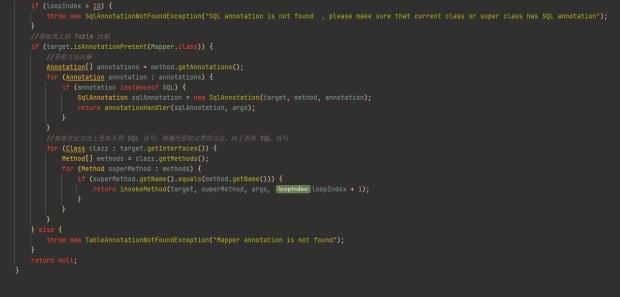 if (loopIndex > 10) {
throw new SqlAnnotationNotFoundException("SQL annotation is not found , please make sure that current class or super class has SQL annotation");
}
//获取类上的 Table 注解
if (target.isAnnotationPresent(Mapper.class)) {
//获取方法注解
Annotation[] annotations = method.getAnnotations();
for (Annotation annotation : annotations) {
if (annotation instanceof SQL) {
SqlAnnotation sqlAnnotation = new SqlAnnotation(target, method, annotation);
return annotationHandler(sqlAnnotation, args);
}
}
//如果在此方法上获取不到 SQL 语句，则遍历获取父类的方法，向上查找 SQL 语句
for (Class clazz : target.getInterfaces()) {
Method[] methods = clazz.getMethods();
for (Method superMethod : methods) {
if (superMethod.getName().equals(method.getName())) {
return invokeMethod(target, superMethod, args, loopIndex: loopIndex + 1);
}
}
}
} else {
throw new TableAnnotationNotFoundException("Mapper annotation is not found");
}
return null;
}